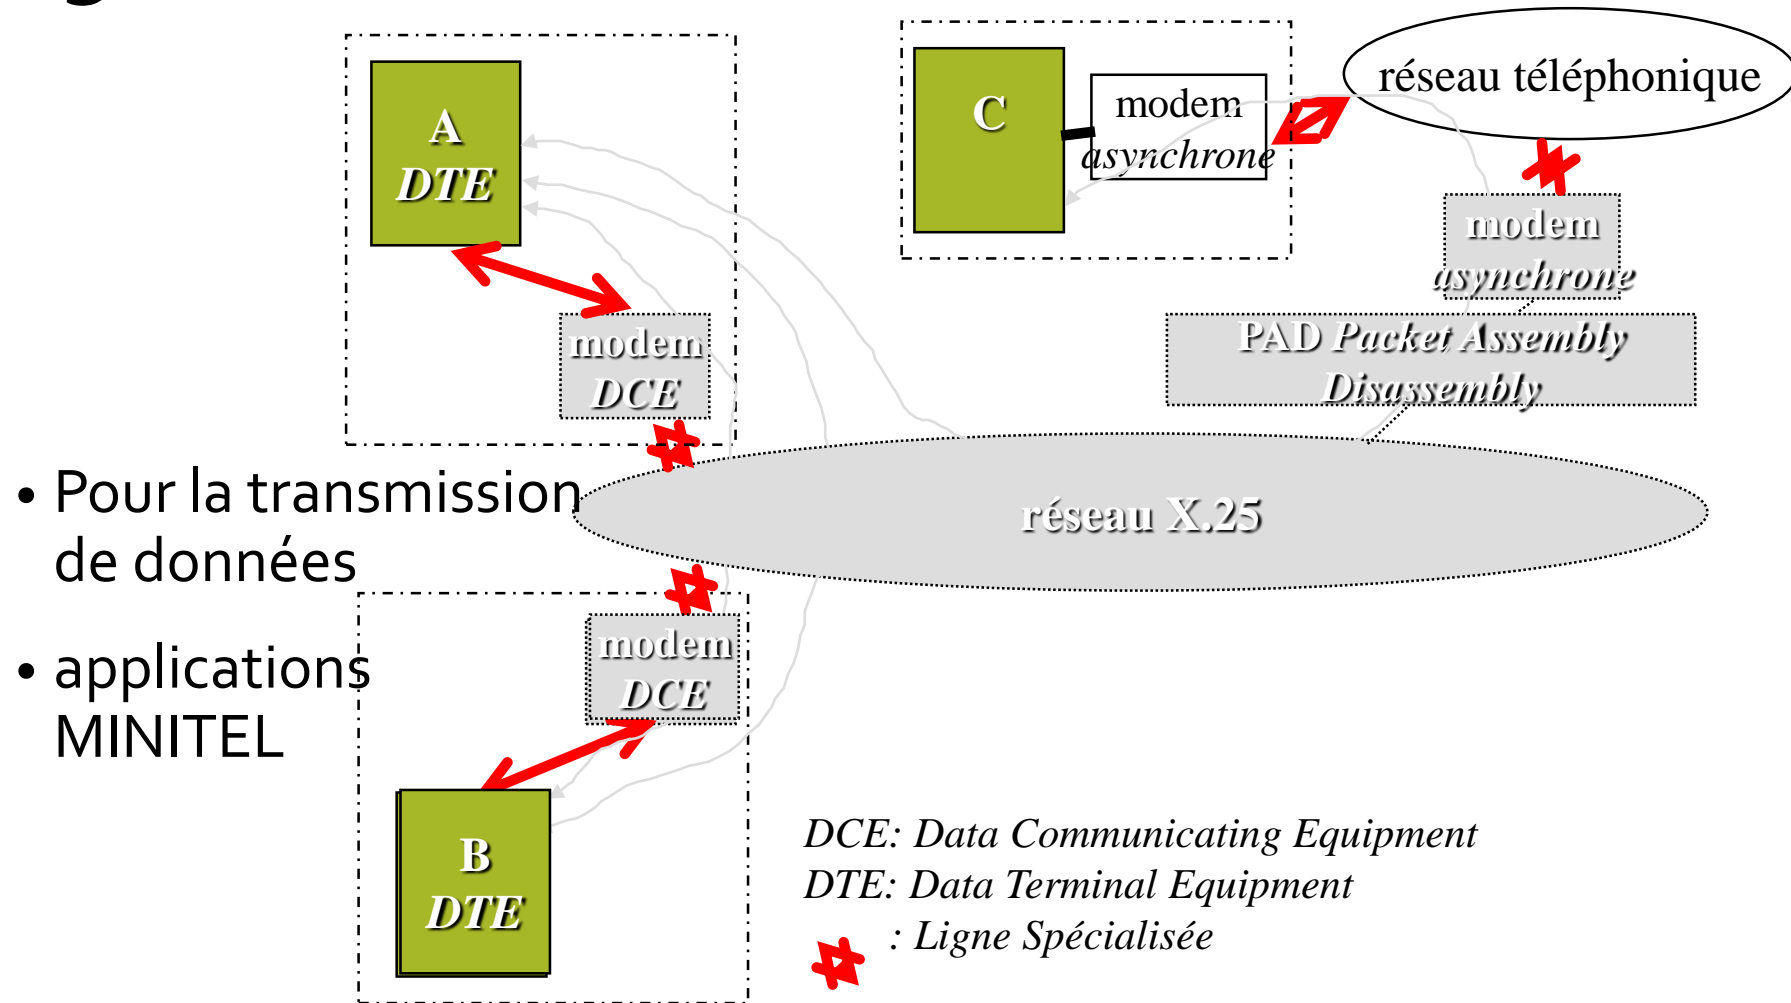 A
DTE
modem
DCE
C
modem
asynchrone
réseau téléphonique
modem
asynchrone
PAD Packet Assembly
Disassembly
réseau X.25
• Pour la transmission
de données
• applications
MINITEL
modem
DCE
B
DTE
DCE: Data Communicating Equipment
DTE: Data Terminal Equipment
: Ligne Spécialisée